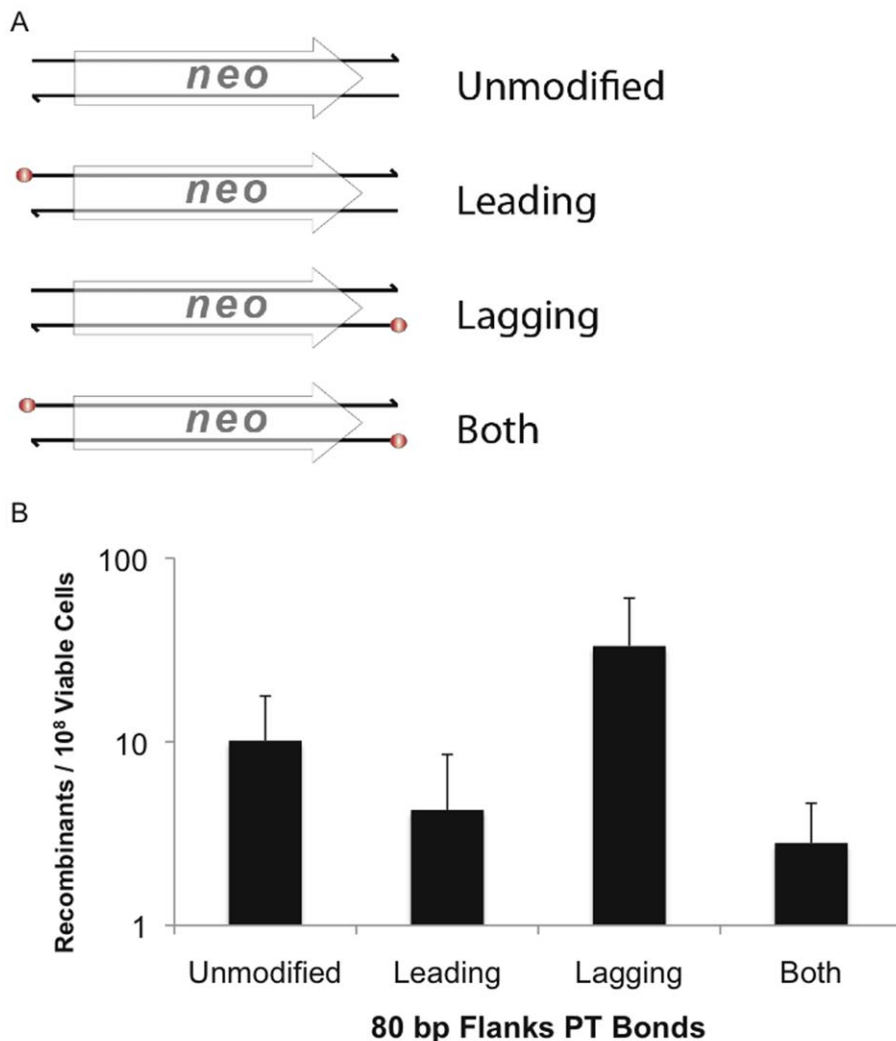 A
neo
Unmodified
neo
Leading
neo
Lagging
neo
Both
B
Recombinants / 10⁸ Viable Cells
100
10
1
Unmodified Leading Lagging Both
80 bp Flanks PT Bonds